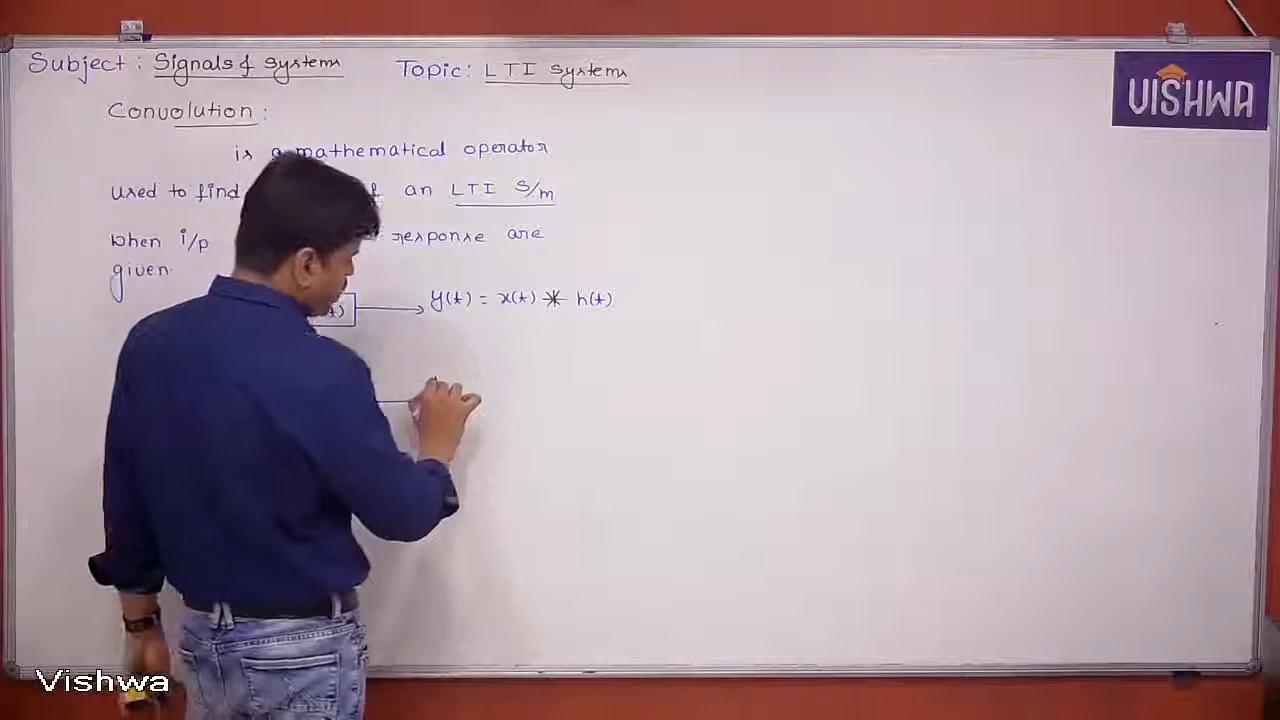 Subject: Signals & systems Topic: LTI systems
VISHWA
Convolution:
is a mathematical operator
used to find an LTI S/m
when i/p response are
given.
y(t) = x(t) * h(t)
Vishwa